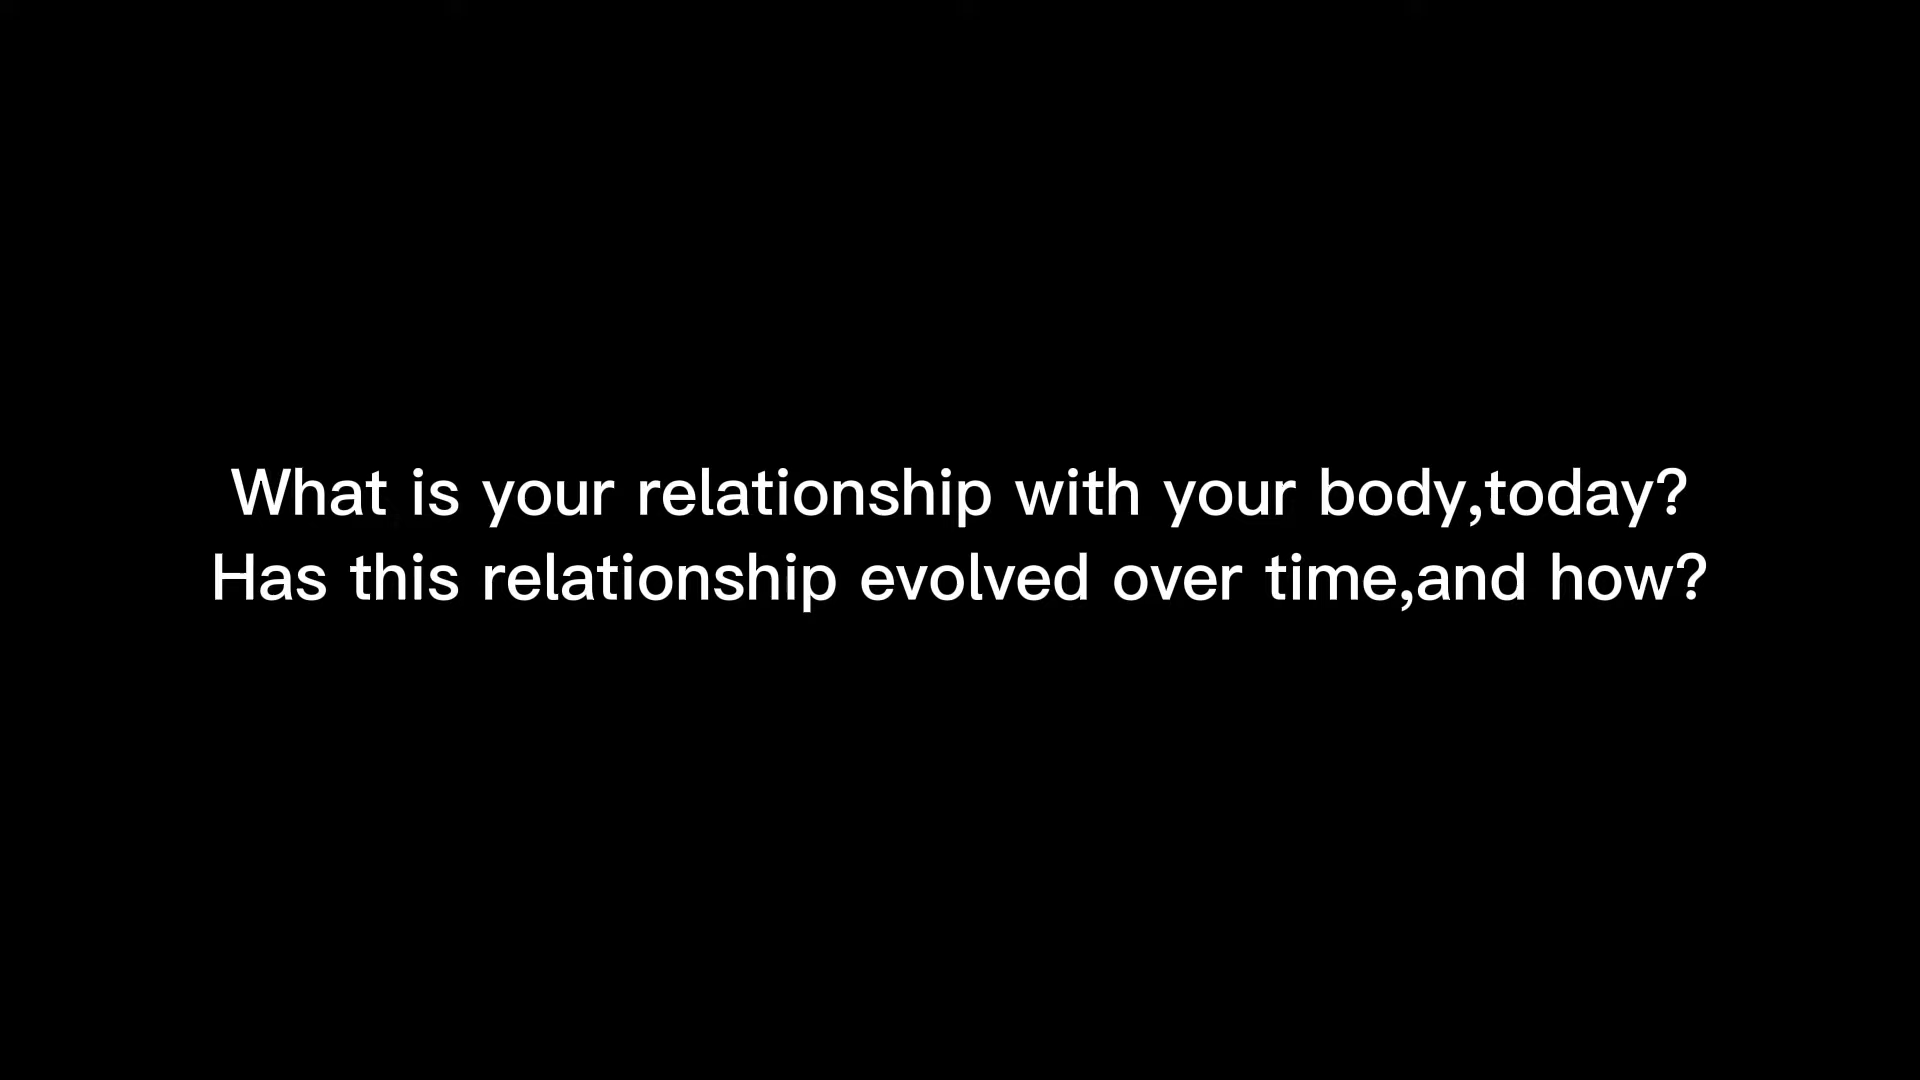 What is your relationship with your body,today?
Has this relationship evolved over time,and how?